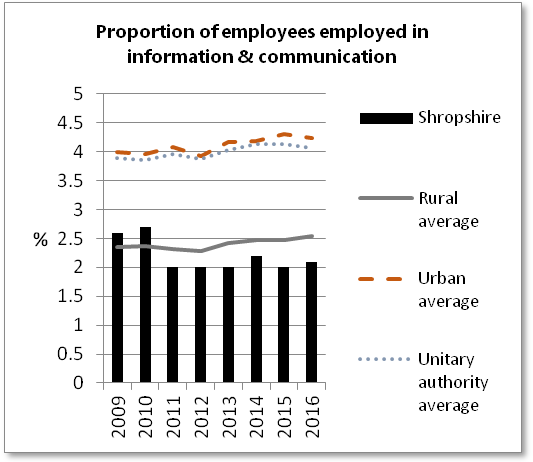 Proportion of employees employed in
information & communication
5
4.5
4
3.5
3
2.5
2
1.5
1
0.5
0
%
2009
2010
2011
2012
2013
2014
2015
2016
Shropshire
Rural
average
Urban
average
Unitary
authority
average